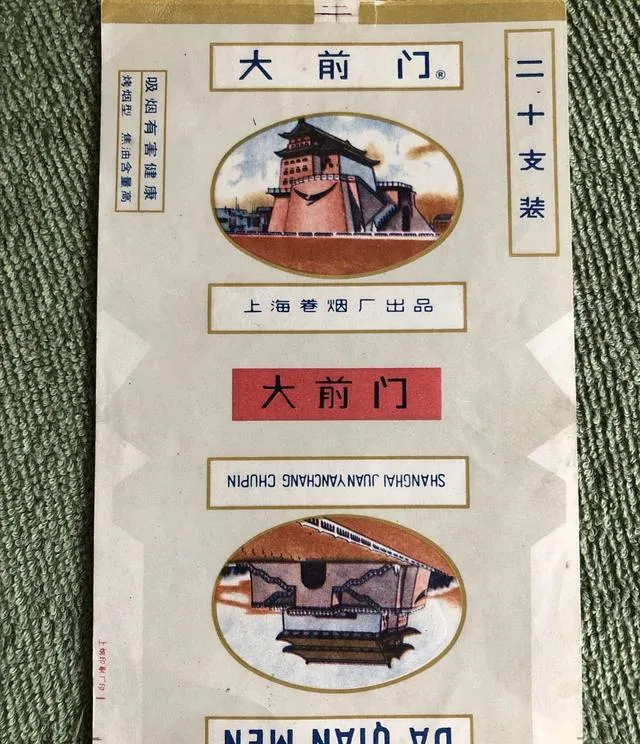 大前门®
二十支装
吸烟有害健康
烤烟型 焦油含量高
上海卷烟厂出品
大前门
SHANGHAI JUANYANCHANG CHUPIN
DA QIAN MEN